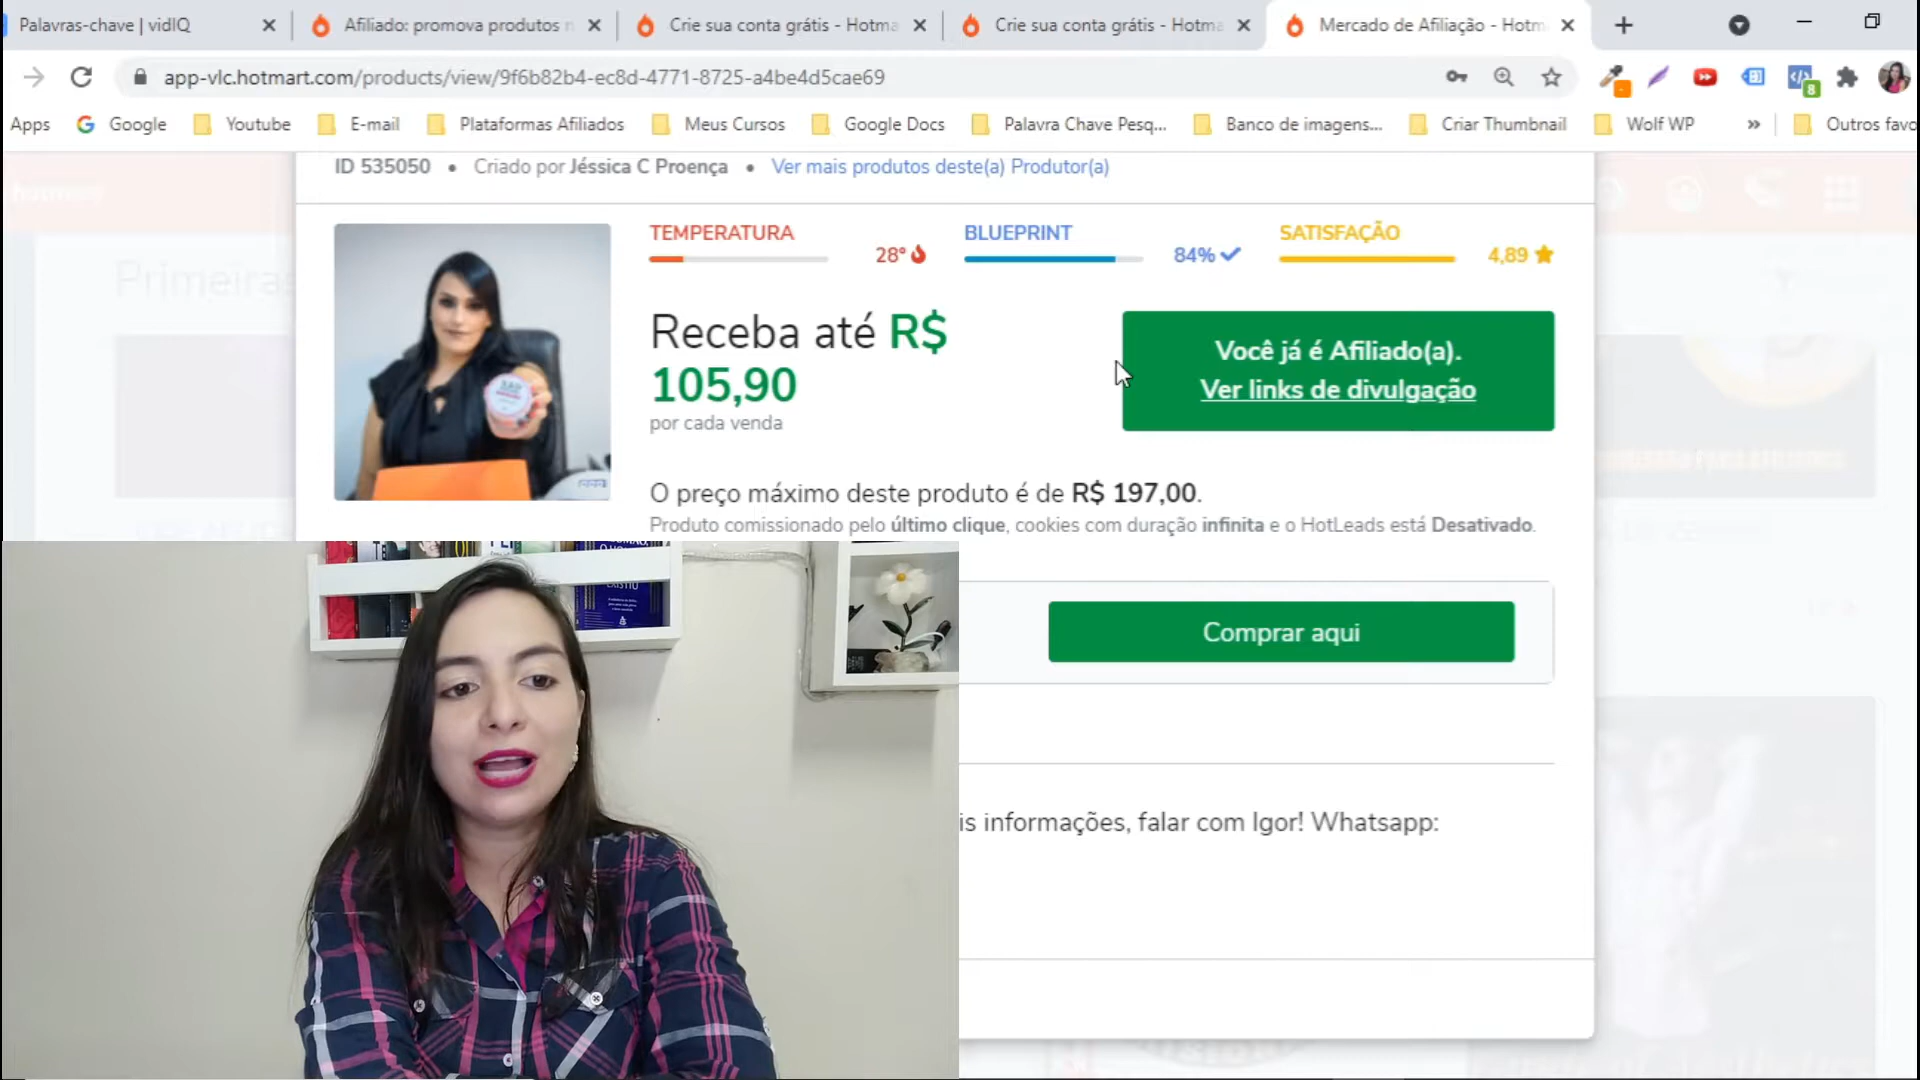 Palavras-chave | vidIQ
Afiliado: promova produtos
Crie sua conta grátis - Hotma
Crie sua conta grátis - Hotma
Mercado de Afiliação - Hotm
app-vlc.hotmart.com/products/view/9f6b82b4-ec8d-4771-8725-a4be4d5cae69
8
Apps
Google
Youtube
E-mail
Plataformas Afiliados
Meus Cursos
Google Docs
Palavra Chave Pesq...
Banco de imagens...
Criar Thumbnail
Wolf WP
»
Outros favo
ID 535050 • Criado por Jéssica C Proença • Ver mais produtos deste(a) Produtor(a)
TEMPERATURA
28°
BLUEPRINT
84%
SATISFAÇÃO
4,89
Primeiras
Receba até R$
105,90
por cada venda
Você já é Afiliado(a).
Ver links de divulgação
O preço máximo deste produto é de R$ 197,00.
Produto comissionado pelo último clique, cookies com duração infinita e o HotLeads está Desativado.
Comprar aqui
is informações, falar com Igor! Whatsapp: